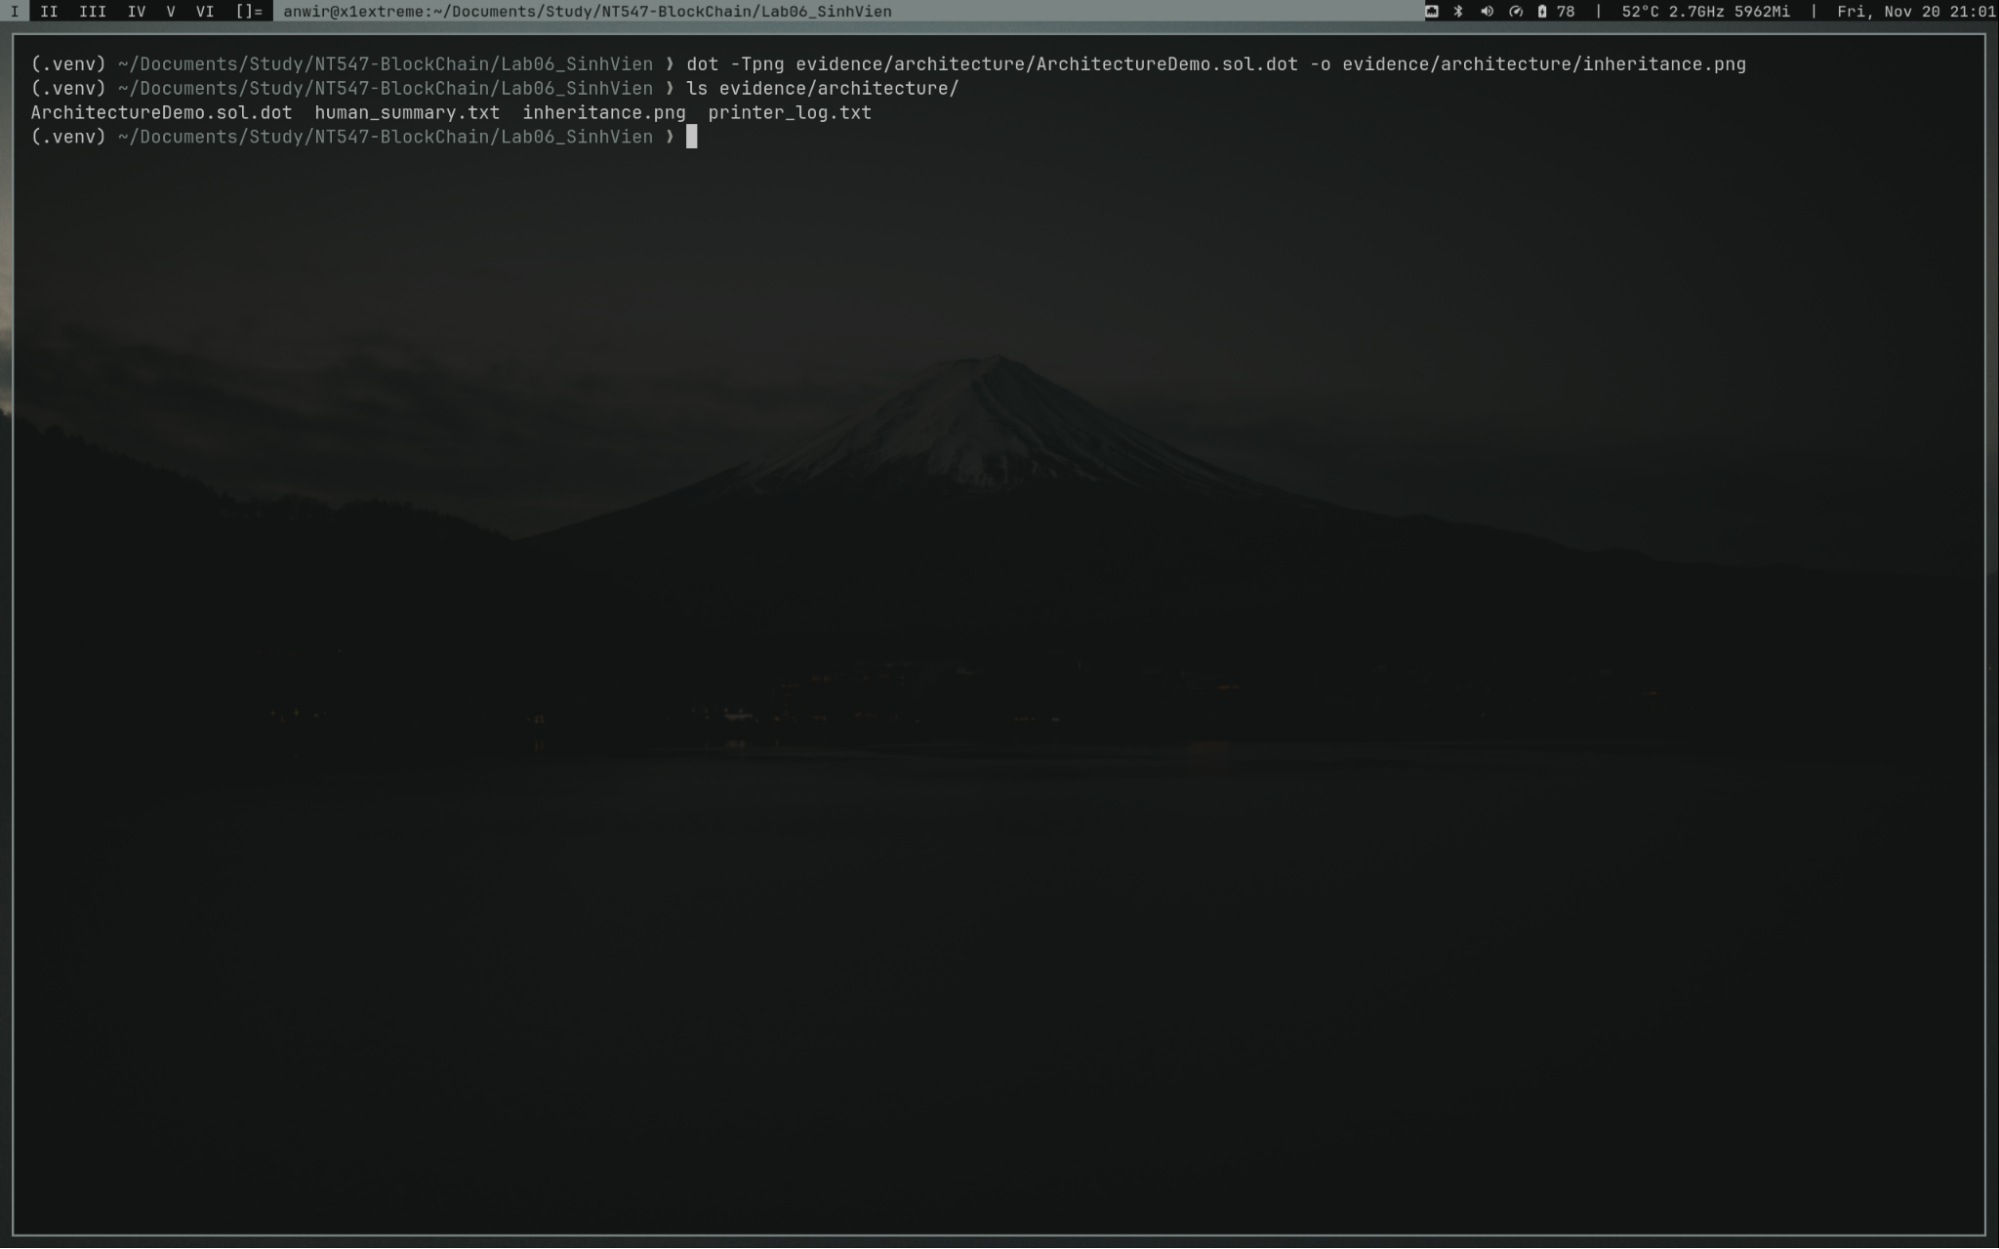 I II III IV V VI []= anwir@x1extreme:~/Documents/Study/NT547-BlockChain/Lab06_SinhVien 78 | 52°C 2.7GHz 5962Mi | Fri, Nov 20 21:01
(.venv) ~/Documents/Study/NT547-BlockChain/Lab06_SinhVien ❯ dot -Tpng evidence/architecture/ArchitectureDemo.sol.dot -o evidence/architecture/inheritance.png
(.venv) ~/Documents/Study/NT547-BlockChain/Lab06_SinhVien ❯ ls evidence/architecture/
ArchitectureDemo.sol.dot  human_summary.txt  inheritance.png  printer_log.txt
(.venv) ~/Documents/Study/NT547-BlockChain/Lab06_SinhVien ❯